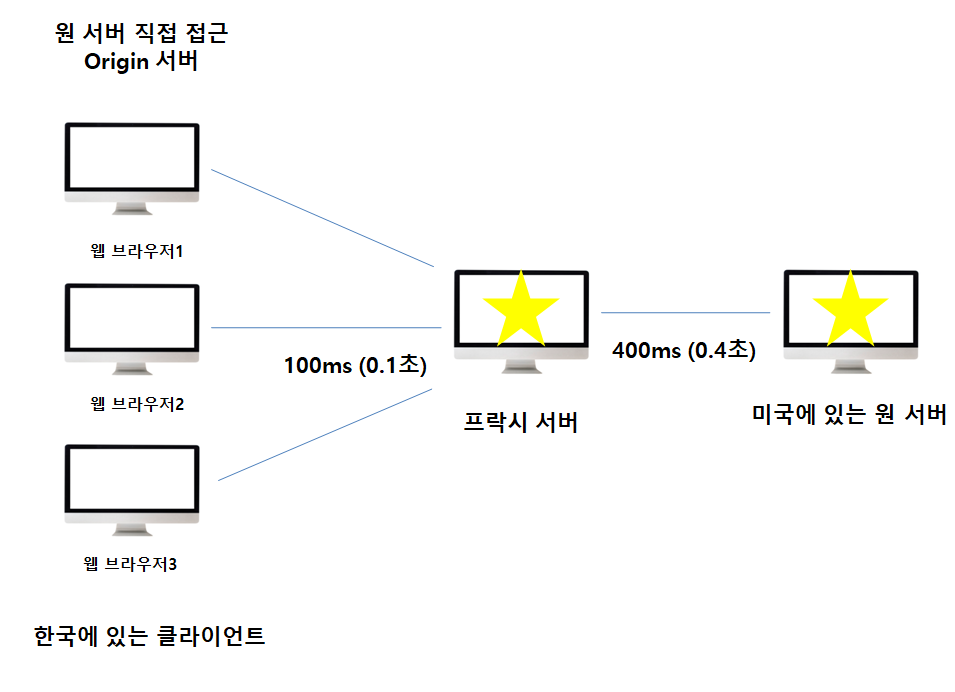 원 서버 직접 접근
Origin 서버
웹 브라우저1
웹 브라우저2
100ms (0.1초)
400ms (0.4초)
프락시 서버
미국에 있는 원 서버
웹 브라우저3
한국에 있는 클라이언트